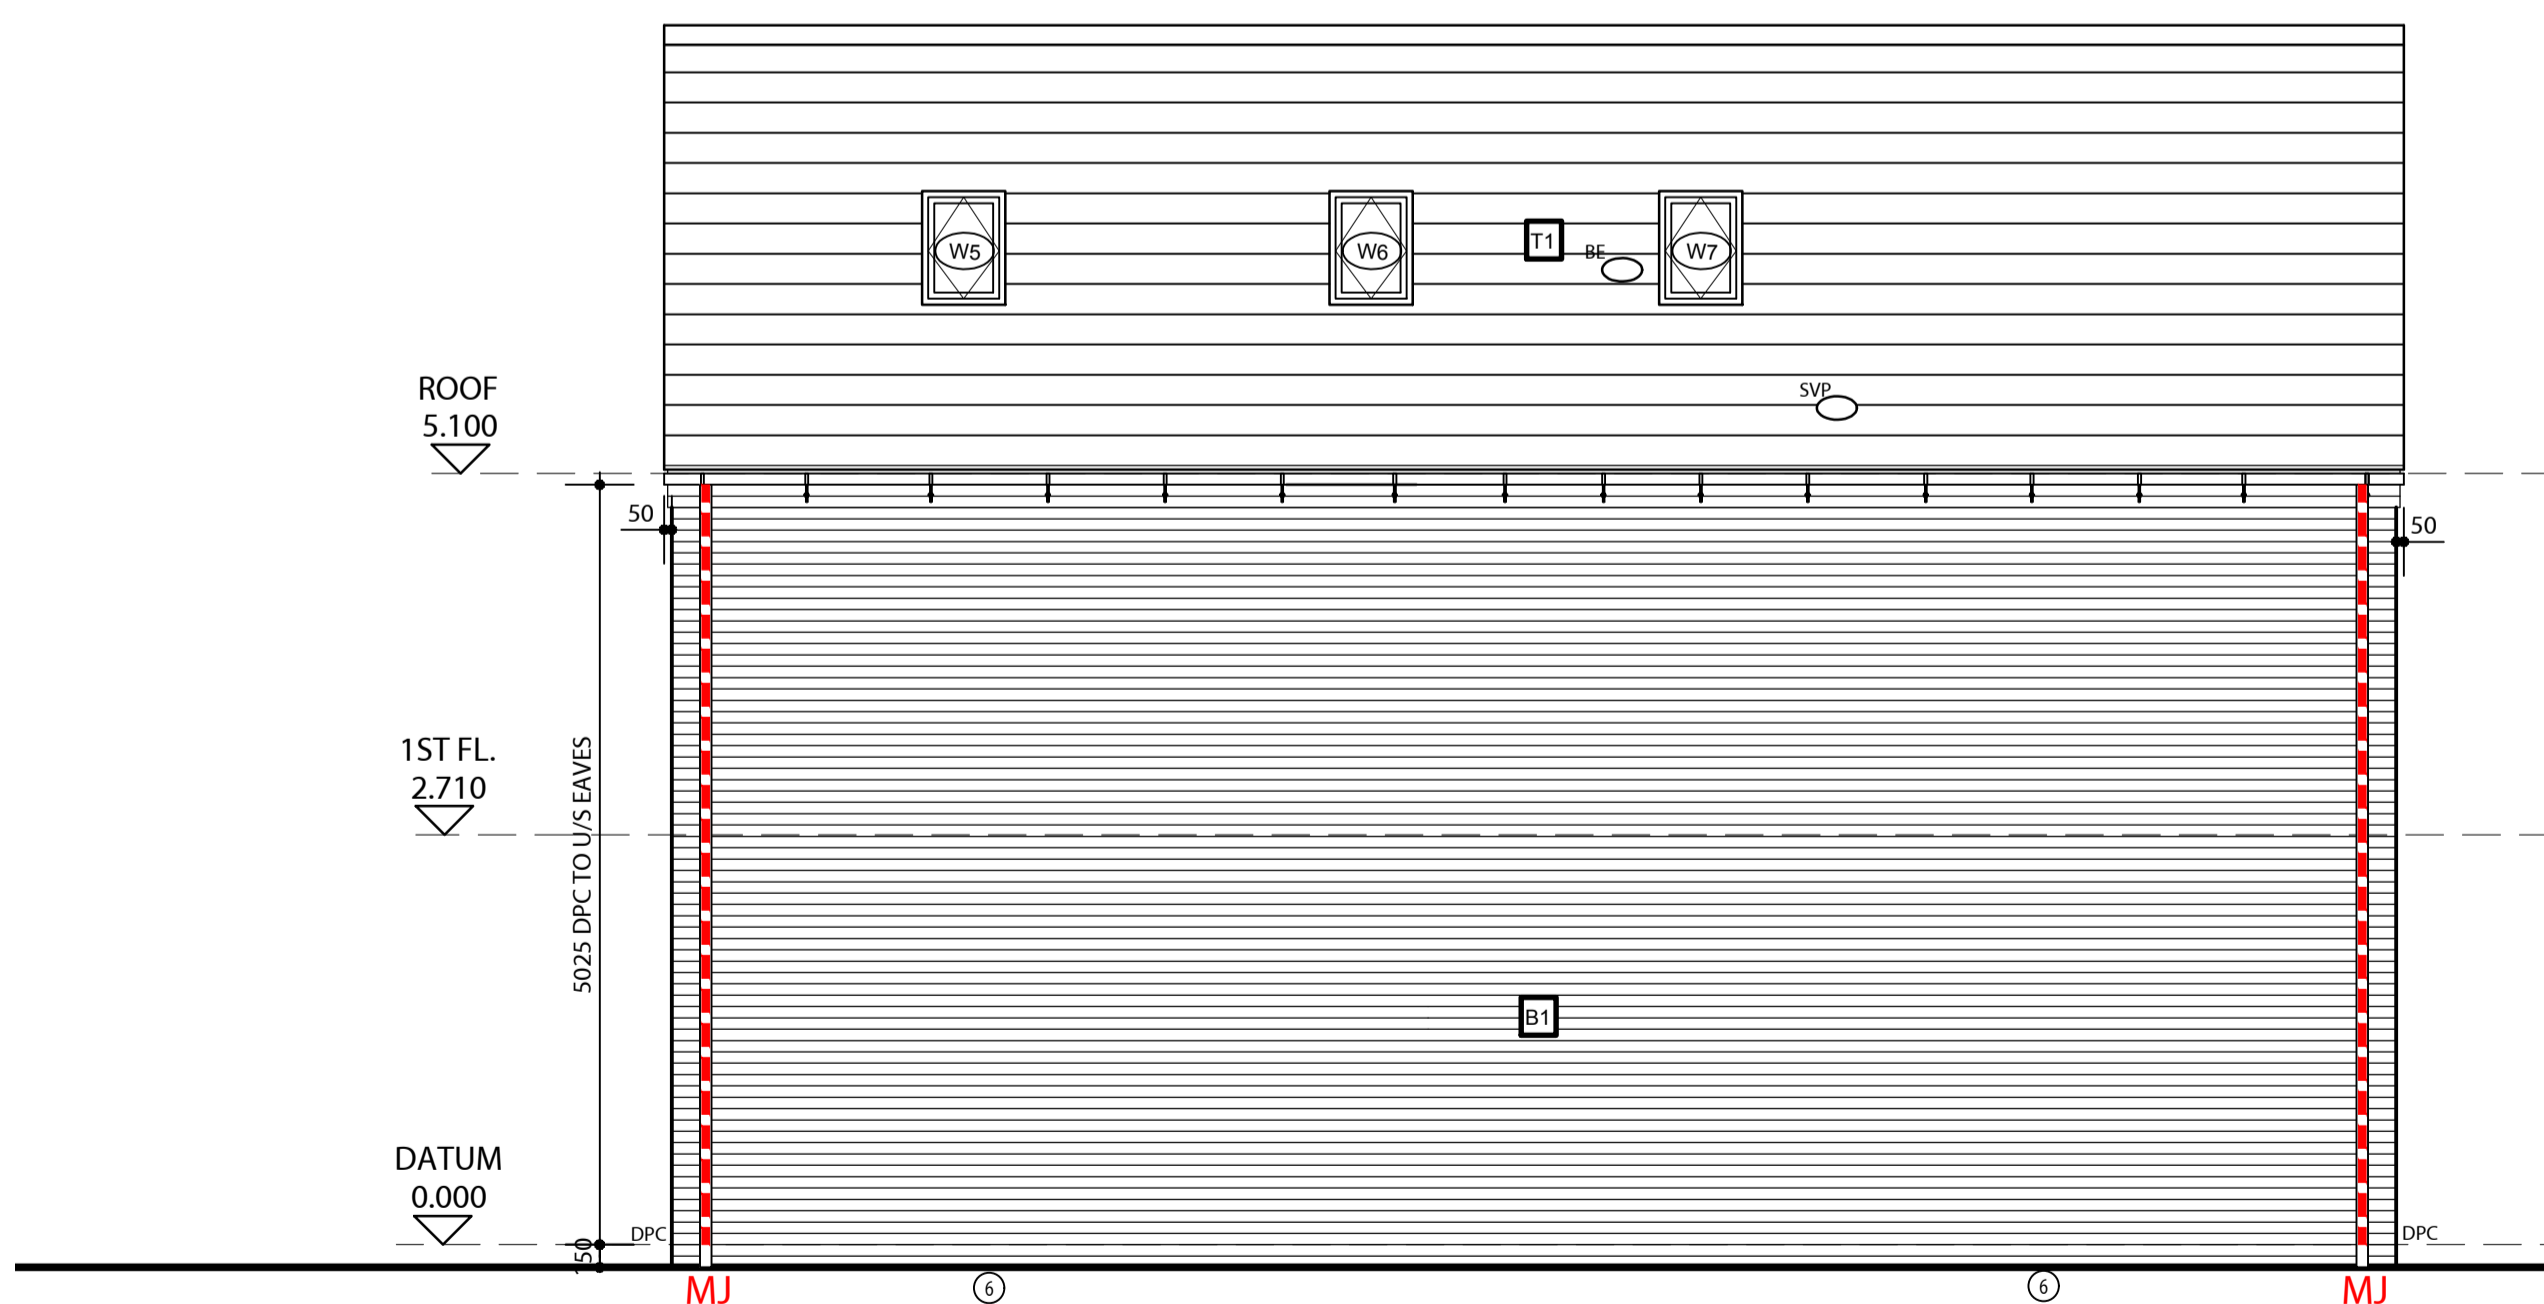 W5
W6
T1
BE
W7
ROOF
5.100
SVP
50
50
1ST FL.
2.710
5025 DPC TO U/S EAVES
B1
DATUM
0.000
DPC
DPC
150
MJ
6
6
MJ